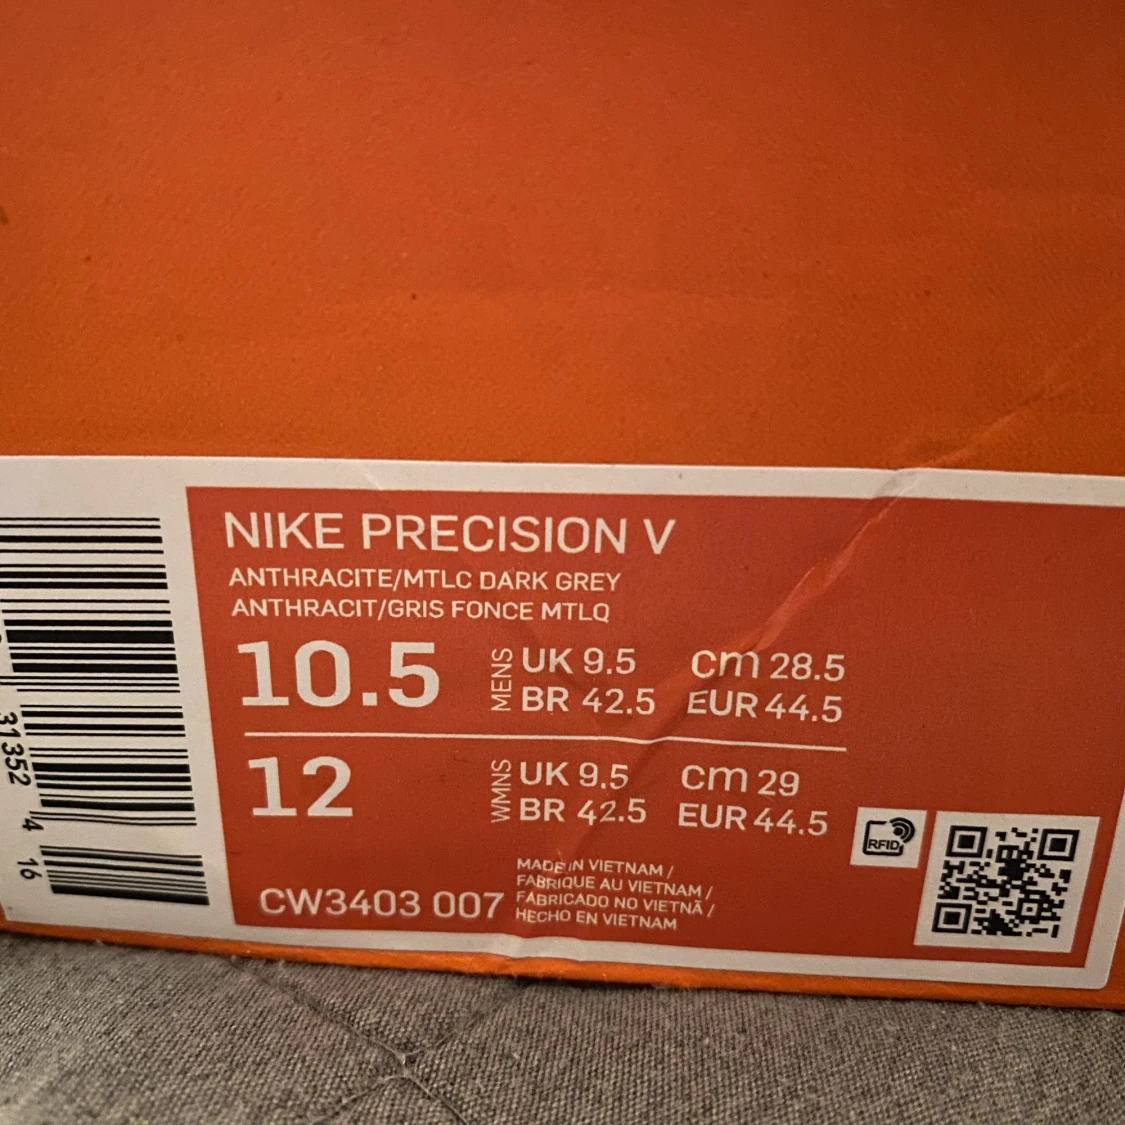 NIKE PRECISION V
ANTHRACITE/MTLC DARK GREY
ANTHRACIT/GRIS FONCE MTLQ
10.5
MENS
UK 9.5 cm 28.5
BR 42.5 EUR 44.5
12
WMNS
UK 9.5 cm 29
BR 42.5 EUR 44.5
CW3403 007
MADE IN VIETNAM /
FABRIQUE AU VIETNAM /
FABRICADO NO VIETNÃ /
HECHO EN VIETNAM
RFID
31352 4 16